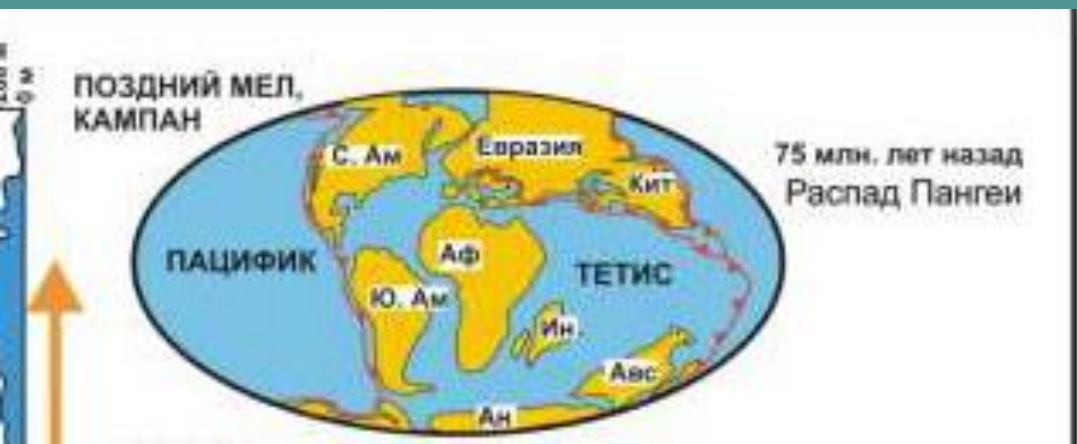 0 м
ПОЗДНИЙ МЕЛ,
КАМПАН
С. Ам
Евразия
Кит
75 млн. лет назад
Распад Пангеи
ПАЦИФИК
Аф
ТЕТИС
Ю. Ам
Ин.
Авс
Ан